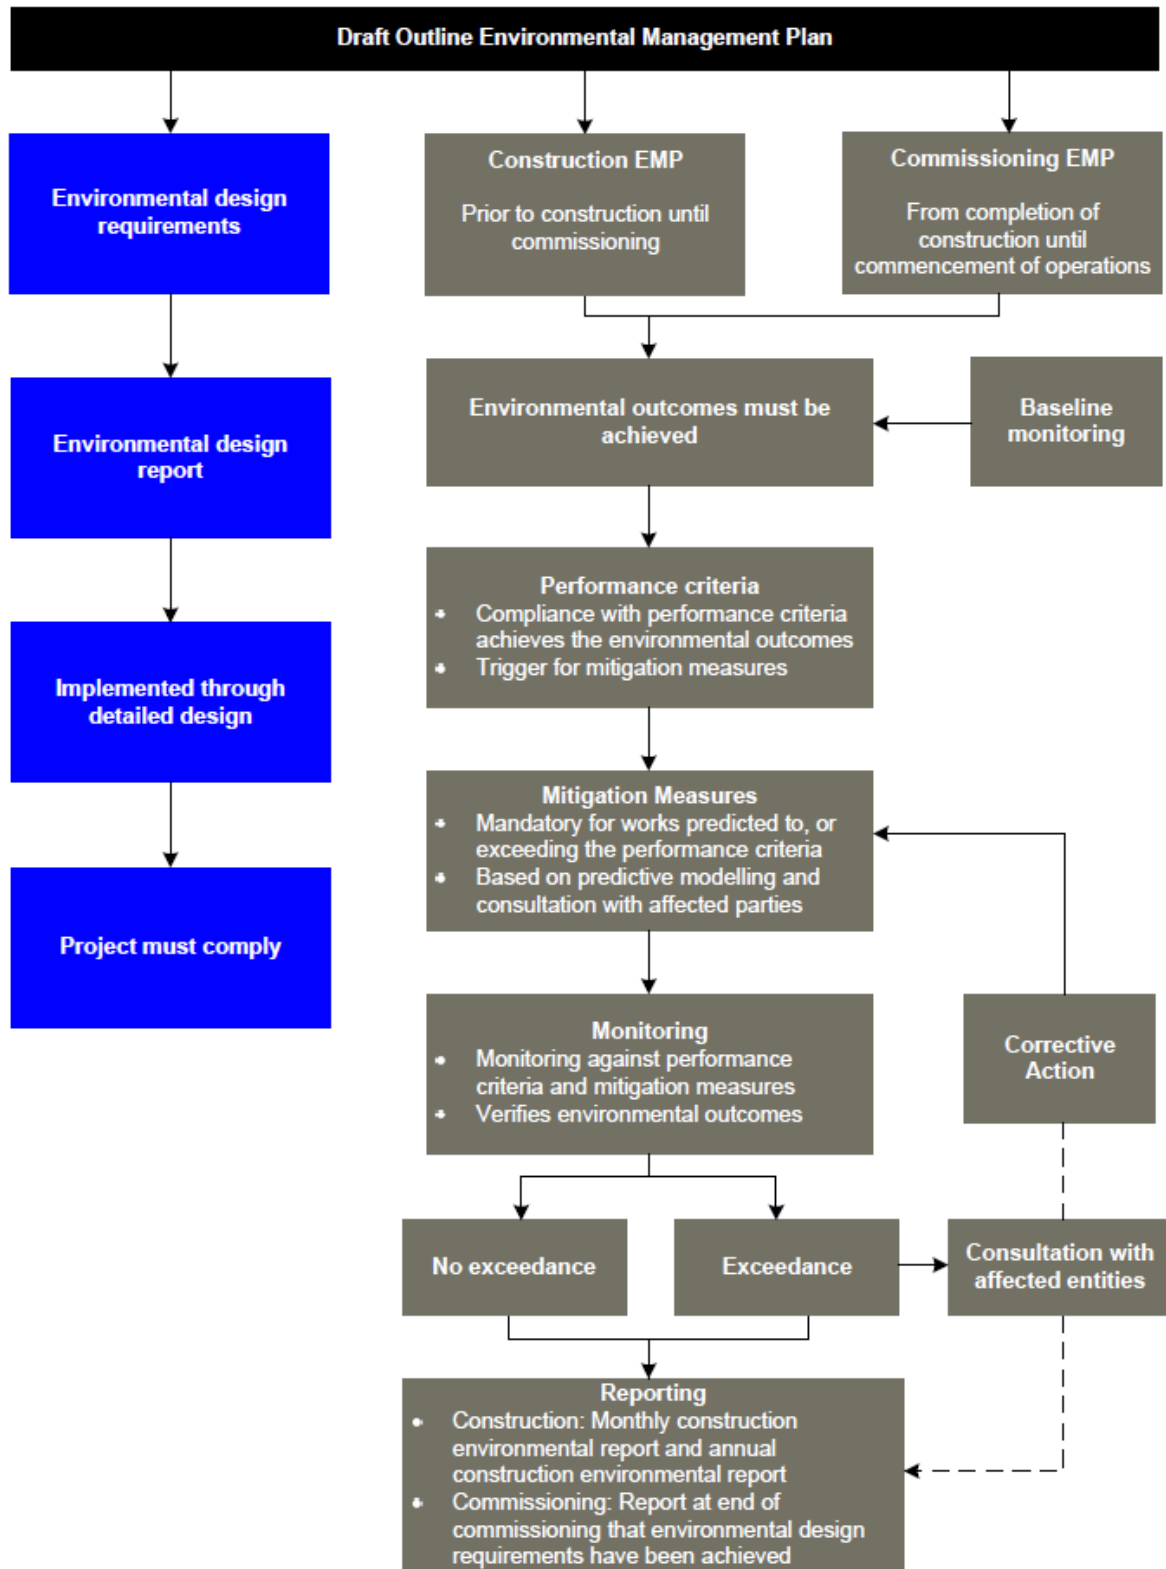 Draft Outline Environmental Management Plan
Environmental design
requirements
Construction EMP
Prior to construction until
commissioning
Commissioning EMP
From completion of
construction until
commencement of operations
Environmental design
report
Environmental outcomes must be
achieved
Baseline
monitoring
Implemented through
detailed design
Performance criteria
Compliance with performance criteria
achieves the environmental outcomes
Trigger for mitigation measures
Project must comply
Mitigation Measures
Mandatory for works predicted to, or
exceeding the performance criteria
Based on predictive modelling and
consultation with affected parties
Monitoring
Monitoring against performance
criteria and mitigation measures
Verifies environmental outcomes
Corrective
Action
No exceedance
Exceedance
Consultation with
affected entities
Reporting
Construction: Monthly construction
environmental report and annual
construction environmental report
Commissioning: Report at end of
commissioning that environmental design
requirements have been achieved